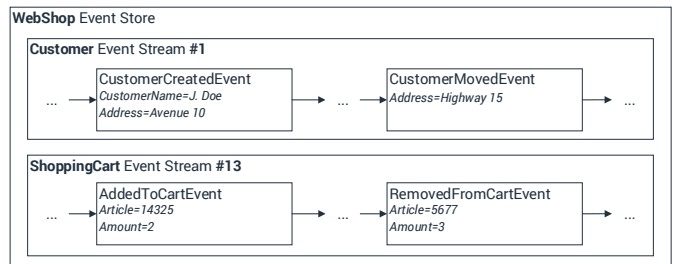 WebShop Event Store
Customer Event Stream #1
... CustomerCreatedEvent ... CustomerMovedEvent ...
CustomerName=J. Doe Address=Highway 15
Address=Avenue 10
ShoppingCart Event Stream #13
... AddedToCartEvent ... RemovedFromCartEvent ...
Article=14325 Article=5677
Amount=2 Amount=3